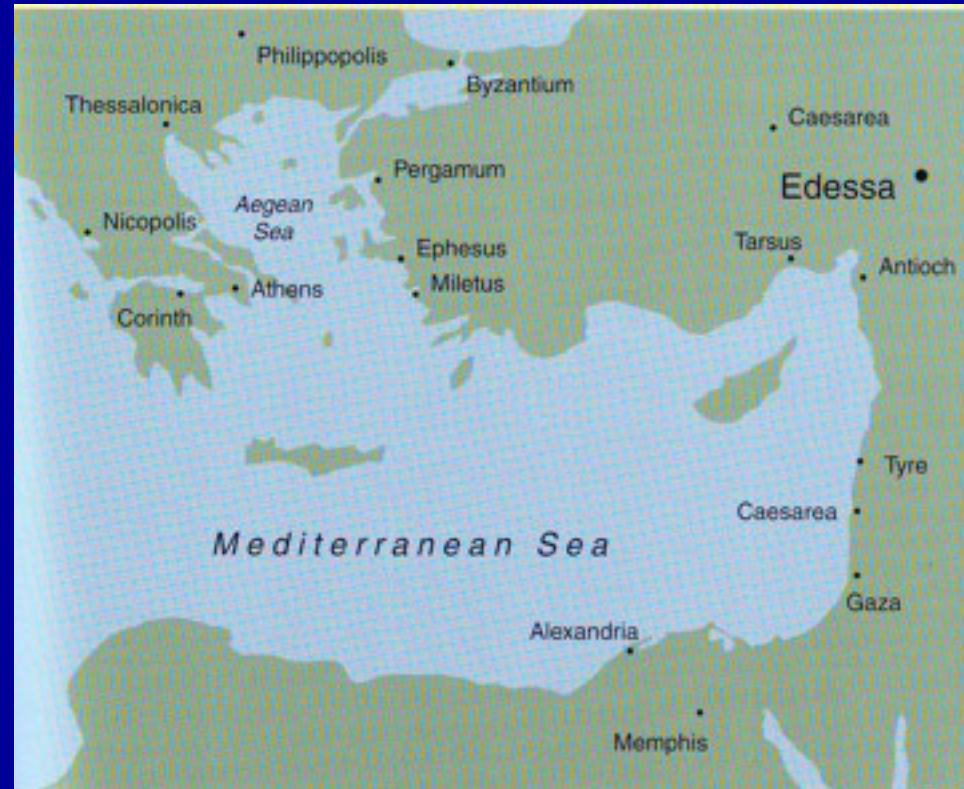 Philippopolis
Byzantium
Thessalonica
Caesarea
Pergamum
Edessa
Aegean
Sea
Nicopolis
Tarsus
Ephesus
Antioch
Miletus
Athens
Corinth
Tyre
Caesarea
Mediterranean Sea
Gaza
Alexandria
Memphis